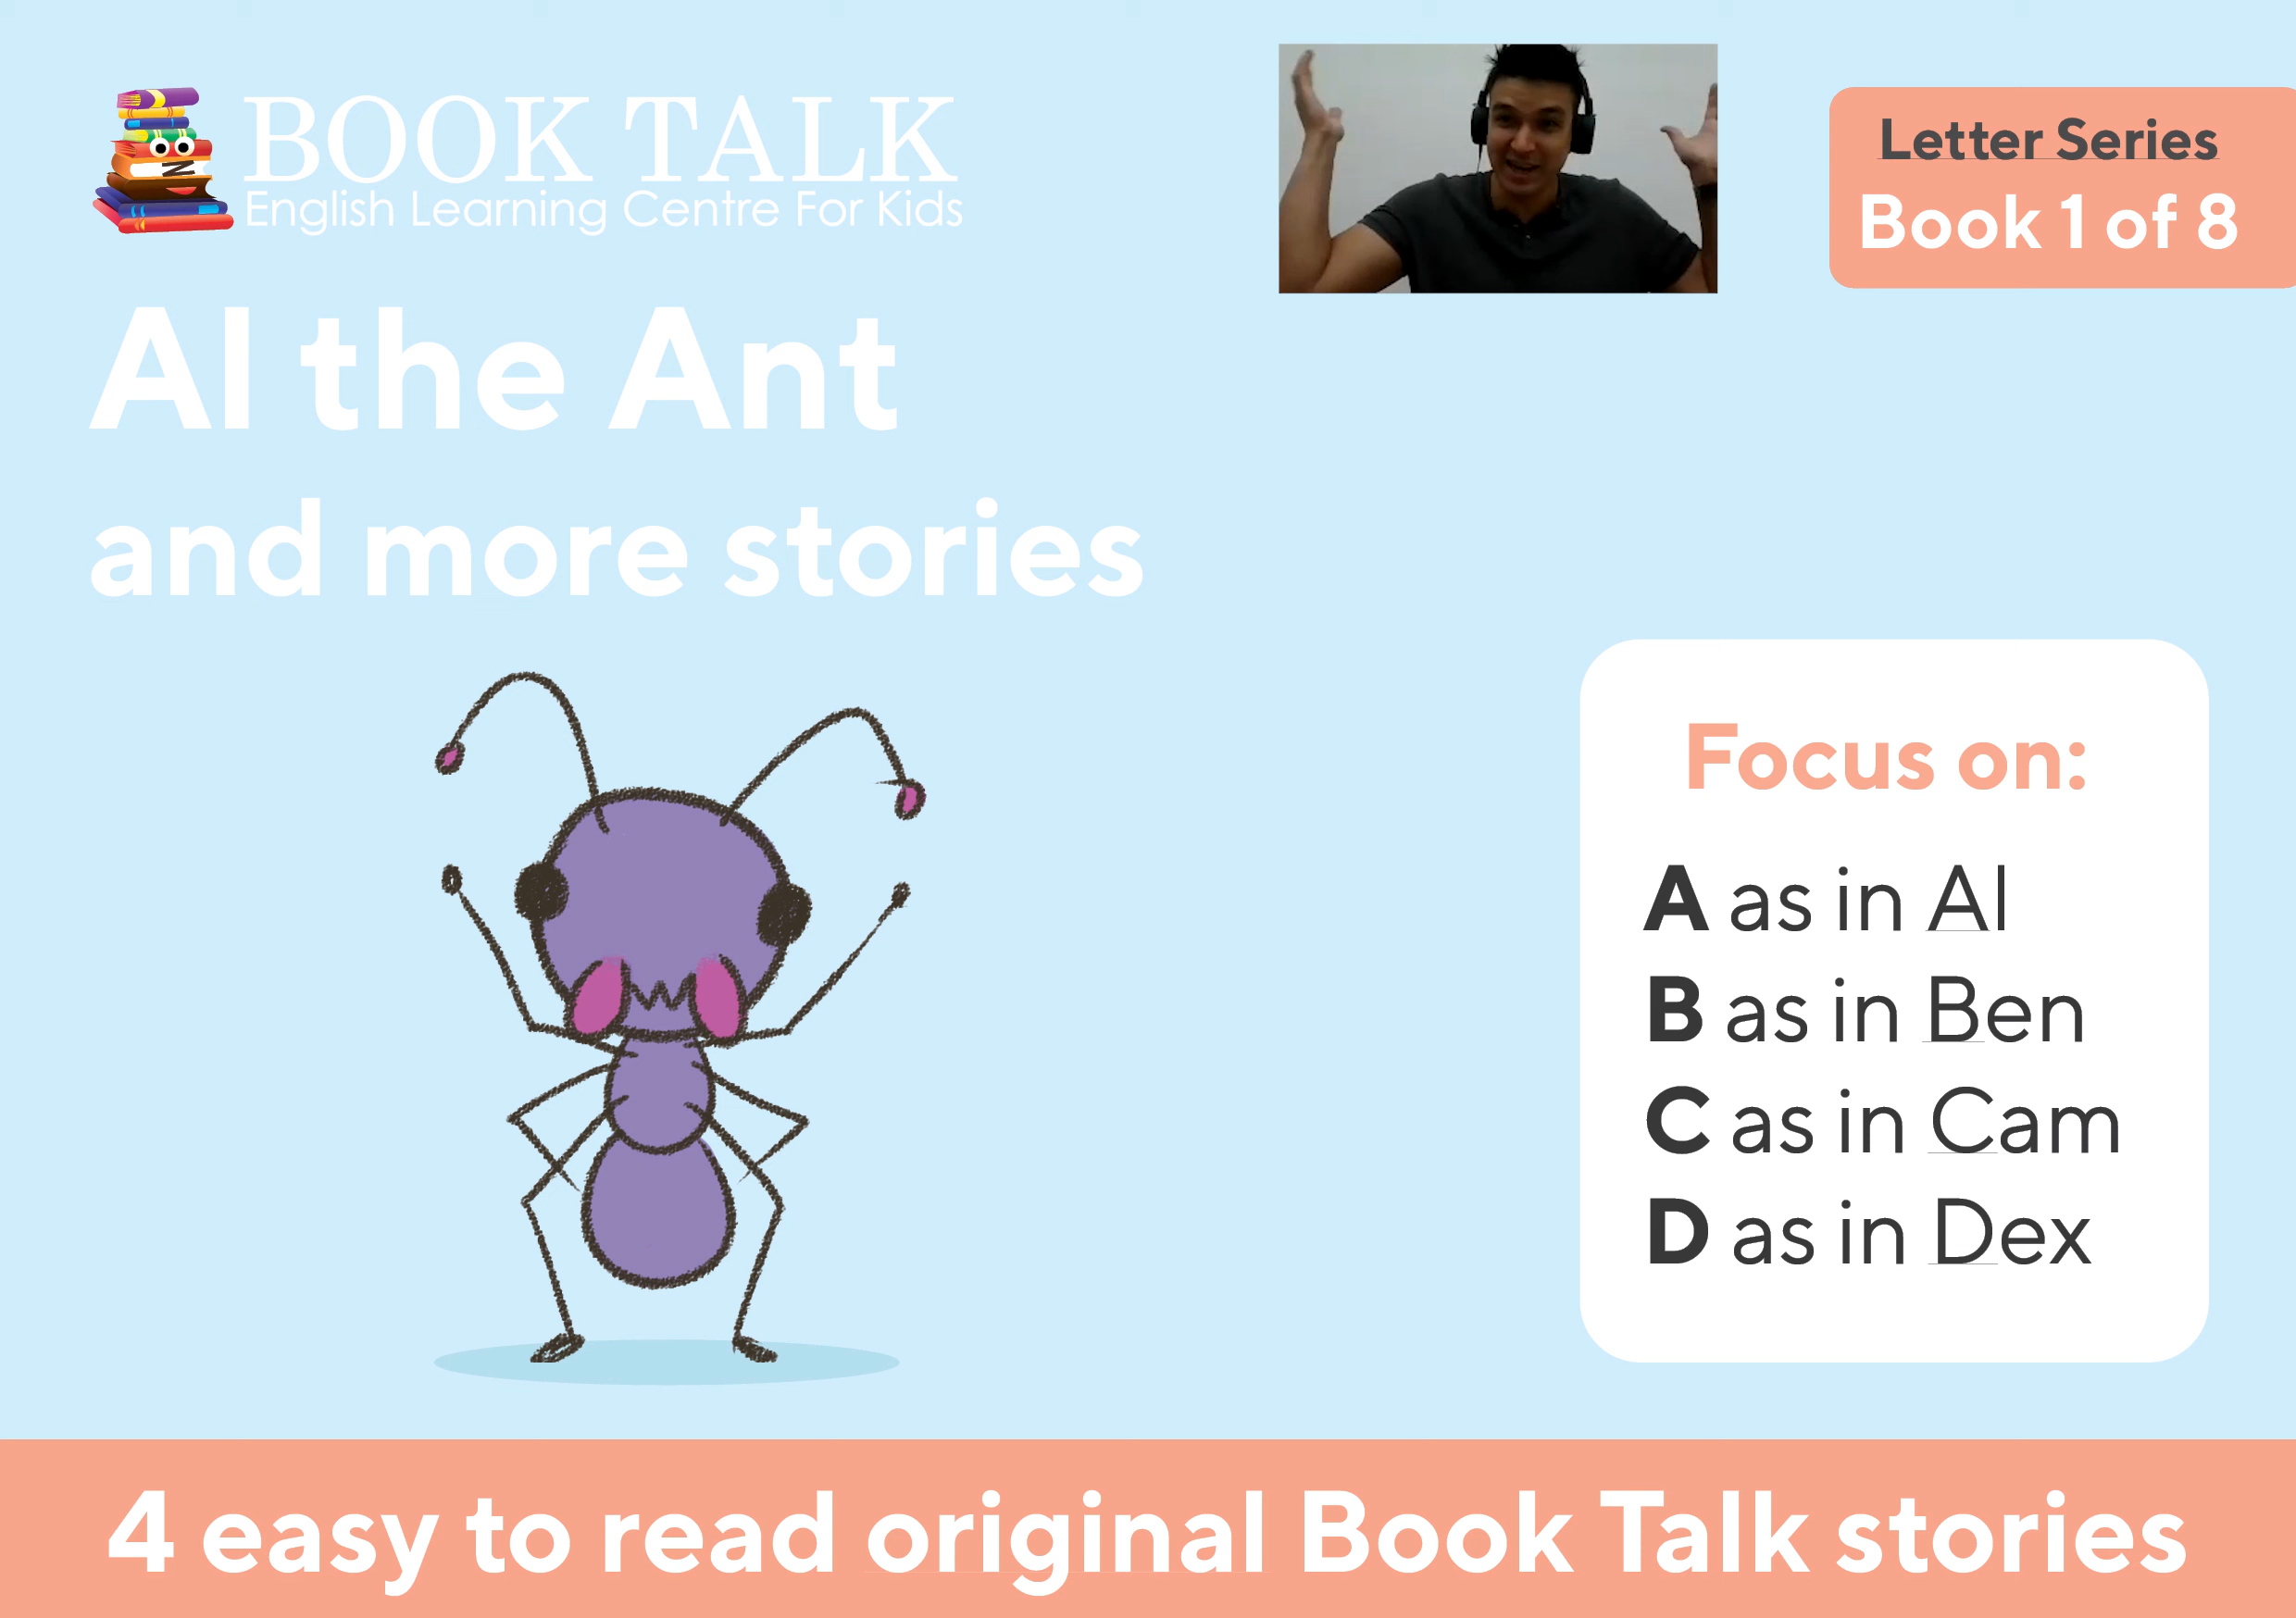 BOOK TALK
English Learning Centre For Kids
Letter Series
Book 1 of 8
Al the Ant
and more stories
Focus on:
A as in Al
B as in Ben
C as in Cam
D as in Dex
4 easy to read original Book Talk stories